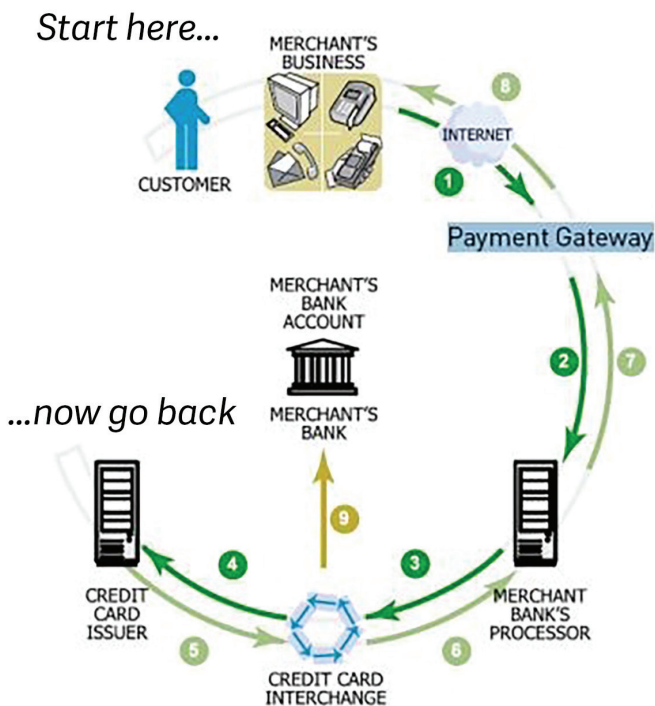 Start here...
MERCHANT'S
BUSINESS
8
INTERNET
CUSTOMER
1
Payment Gateway
MERCHANT'S
BANK
ACCOUNT
2
7
...now go back
MERCHANT'S
BANK
9
4
3
CREDIT
CARD
ISSUER
MERCHANT
BANK'S
PROCESSOR
5
6
CREDIT CARD
INTERCHANGE